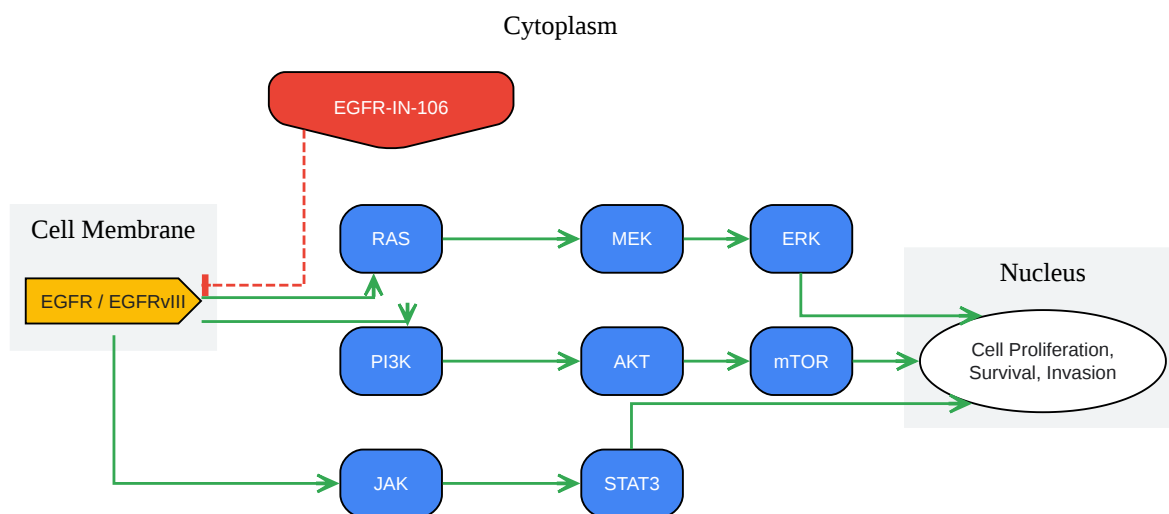 Cytoplasm
EGFR-IN-106
Cell Membrane
EGFR / EGFRvIII
RAS
MEK
ERK
PI3K
AKT
mTOR
JAK
STAT3
Nucleus
Cell Proliferation,
Survival, Invasion